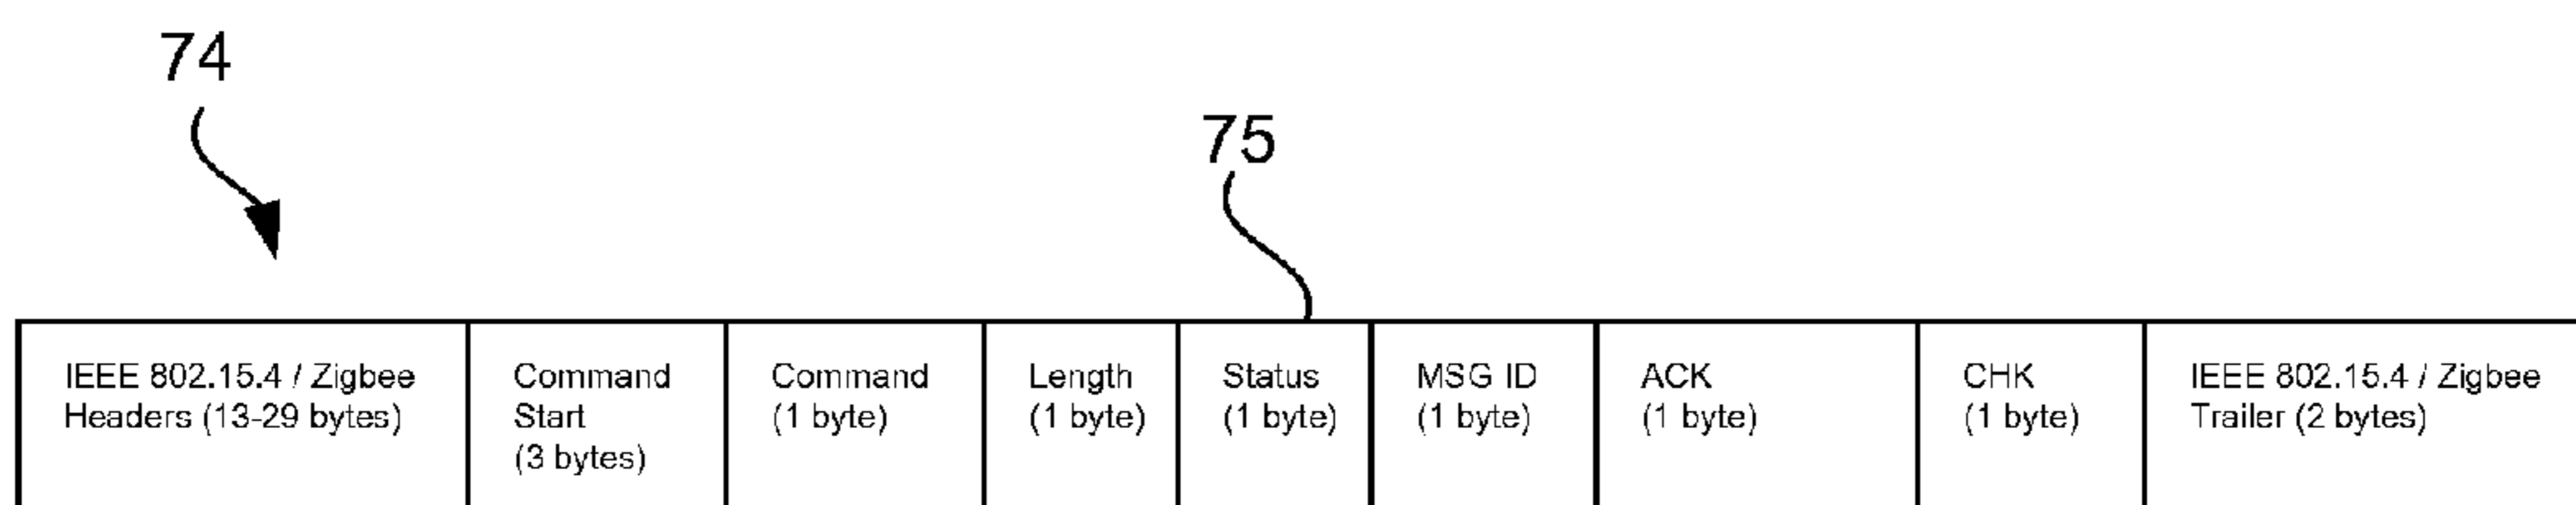 74
75
IEEE 802.15.4 / Zigbee
Headers (13-29 bytes)
Command
Start
(3 bytes)
Command
(1 byte)
Length
(1 byte)
Status
(1 byte)
MSG ID
(1 byte)
ACK
(1 byte)
CHK
(1 byte)
IEEE 802.15.4 / Zigbee
Trailer (2 bytes)